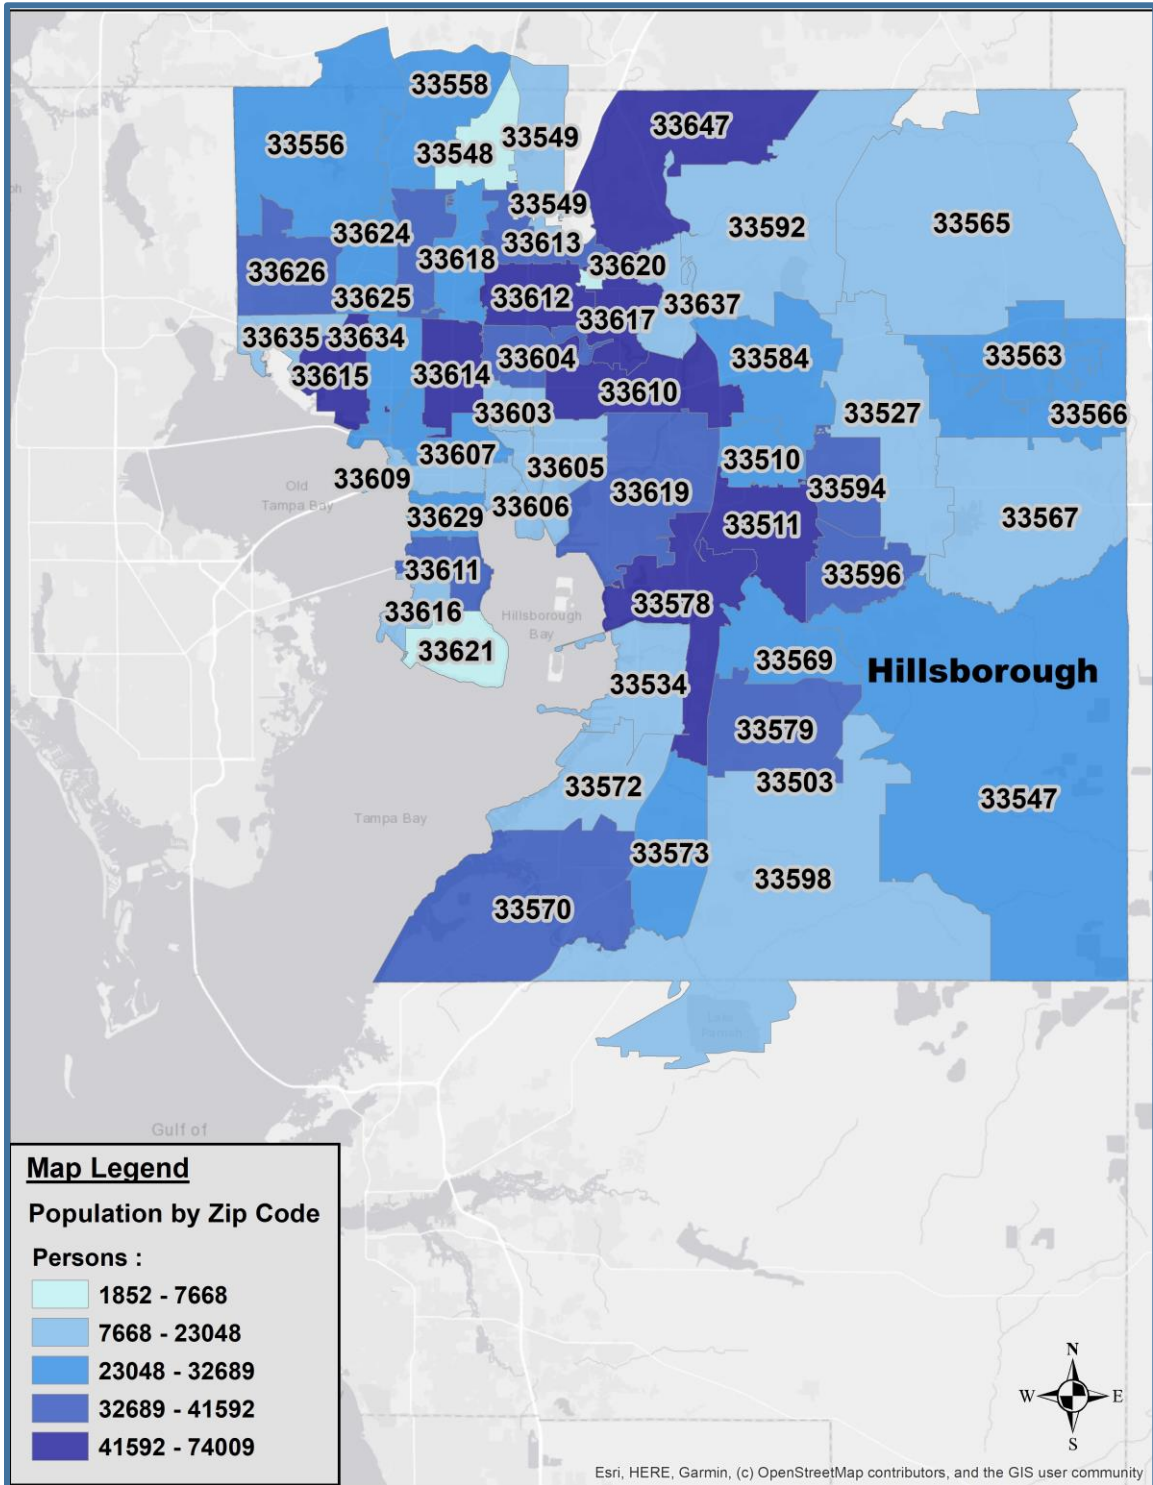 33558
33647
33549
33556
33548
33549
33624
33613
33592
33565
33618
33620
33626
33625
33612
33637
33617
33635
33634
33604
33584
33563
33615
33614
33610
33603
33527
33566
33607
33605
33510
33609
33619
33594
Old
Tampa Bay
33606
33629
33511
33567
33611
33596
33616
33578
Hillsborough
Bay
33621
33569
Hillsborough
33534
33579
33572
33503
33547
Tampa Bay
33573
33598
33570
Lake
Parrish
Gulf of
Map Legend
Population by Zip Code
Persons :
1852 - 7668
7668 - 23048
23048 - 32689
32689 - 41592
41592 - 74009
N
W E
S
Esri, HERE, Garmin, (c) OpenStreetMap contributors, and the GIS user community